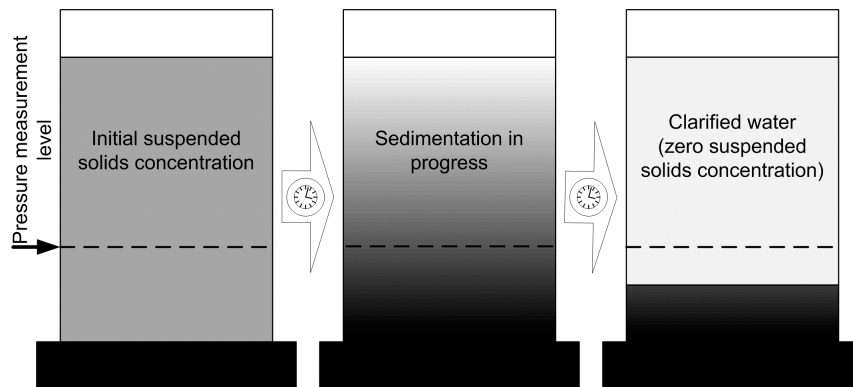 Pressure measurement
level
Initial suspended
solids concentration
Sedimentation in
progress
Clarified water
(zero suspended
solids concentration)